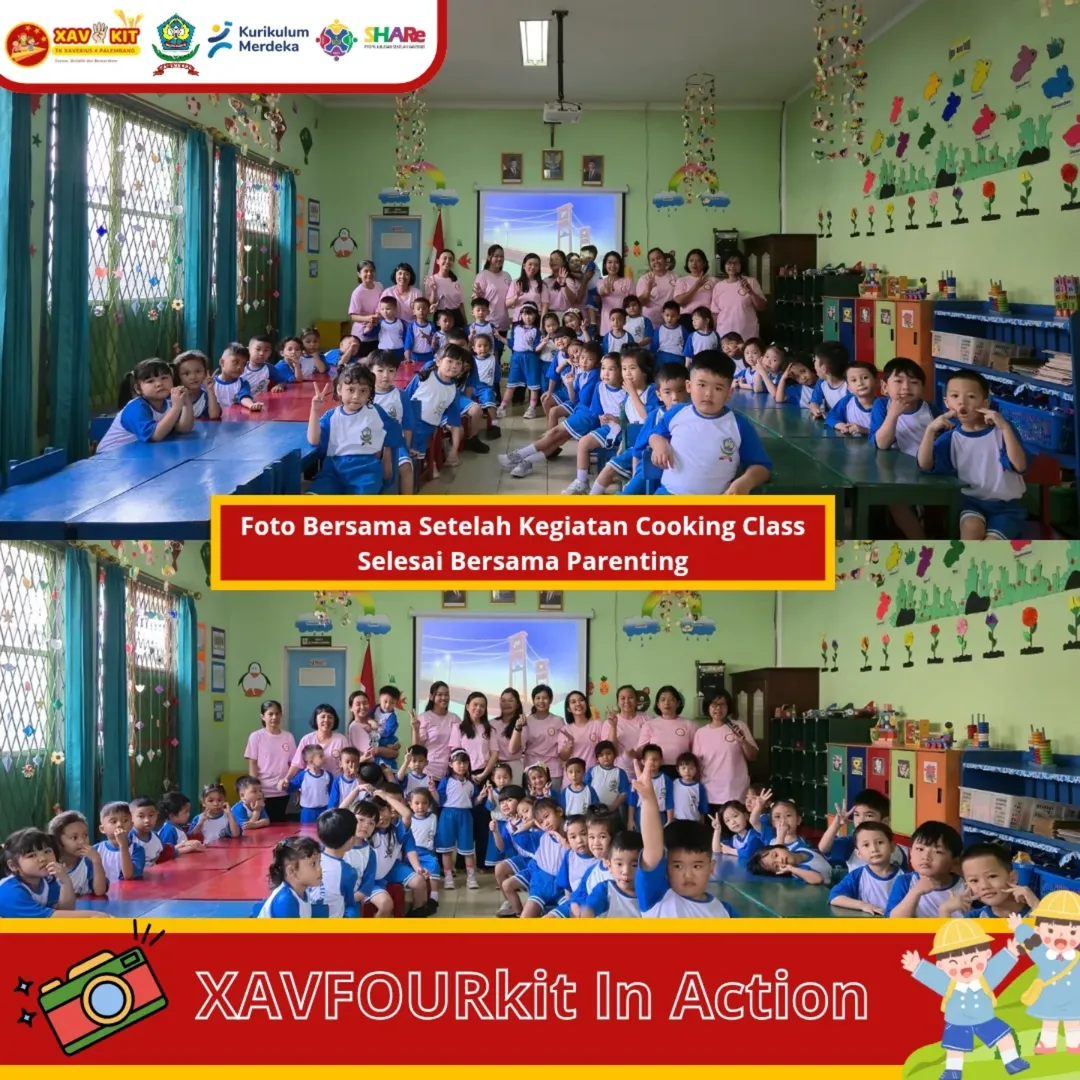 XAV KIT
TK XAVERIUS 4 PALEMBANG
Kurikulum
Merdeka
SHARe
Foto Bersama Setelah Kegiatan Cooking Class
Selesai Bersama Parenting
XAVFOURkit In Action